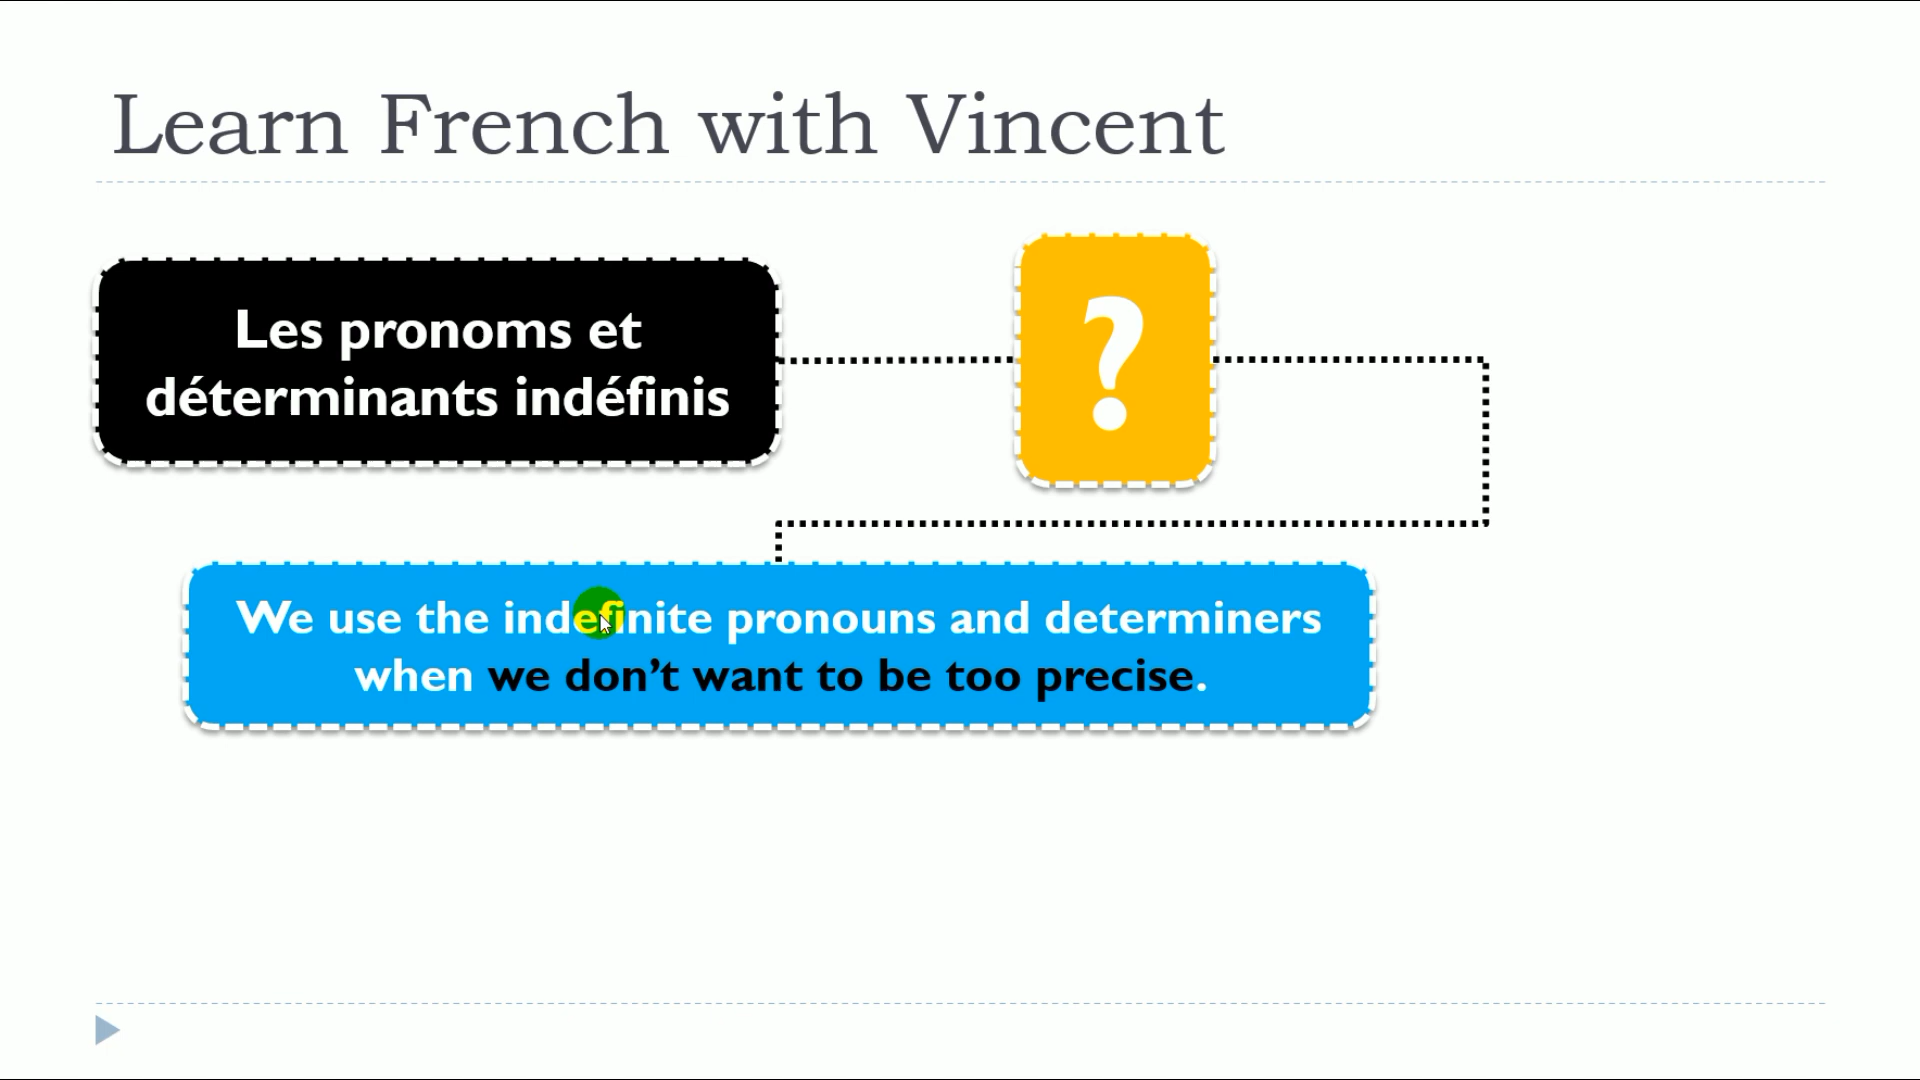 Learn French with Vincent
Les pronoms et
déterminants indéfinis
?
We use the indefinite pronouns and determiners
when we don’t want to be too precise.